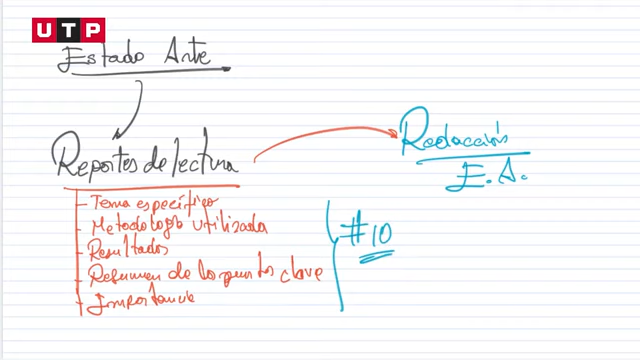 UTP
Estado Arte
Reportes de lectura
Redacción
E.A.
Tema específico
Metodología utilizada
Resultados
Resumen de los puntos clave
Importancia
#10